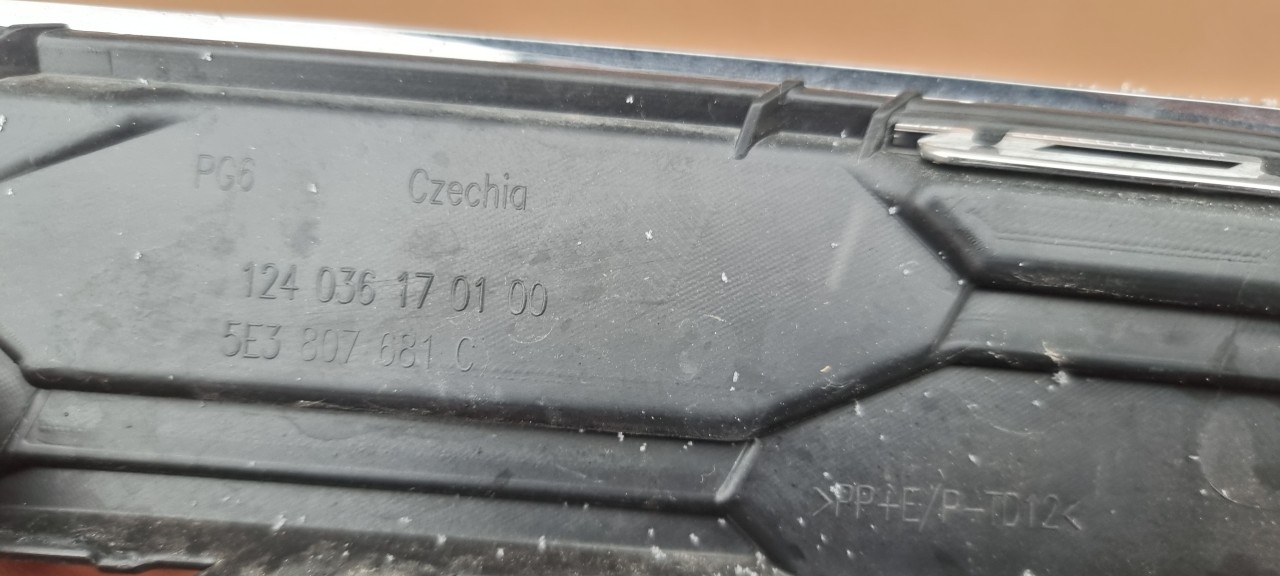 PG6
Czechia
124 036 17 01 00
5E3 807 681 C
>PP+E/P-TD12<